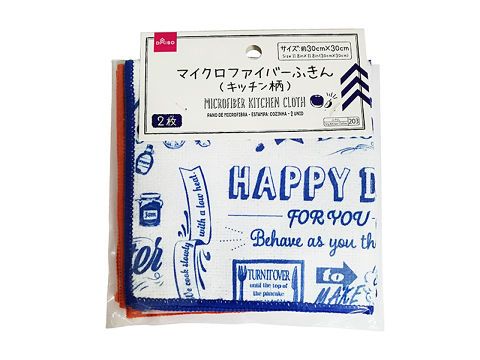 DAISO
サイズ:約30cm×30cm
マイクロファイバーふきん
(キッチン柄)
MICROFIBER KITCHEN CLOTH
PANO DE MICROFIBRA・ESTAMPA: COZINHA・2 UNID
2枚
203
HAPPY D
FOR YOU
Behave as you th
We cook slowly
with a low heat.
TURN IT OVER
until the top of
the pancake
to
MAKE